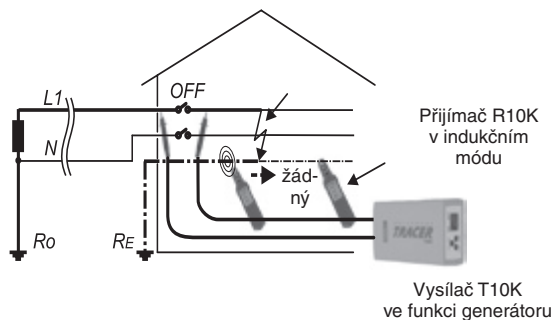 L1
OFF
N
žád-
ný
Ro
RE
Přijímač R10K
v indukčním
módu
TRACER
Vysílač T10K
ve funkci generátoru